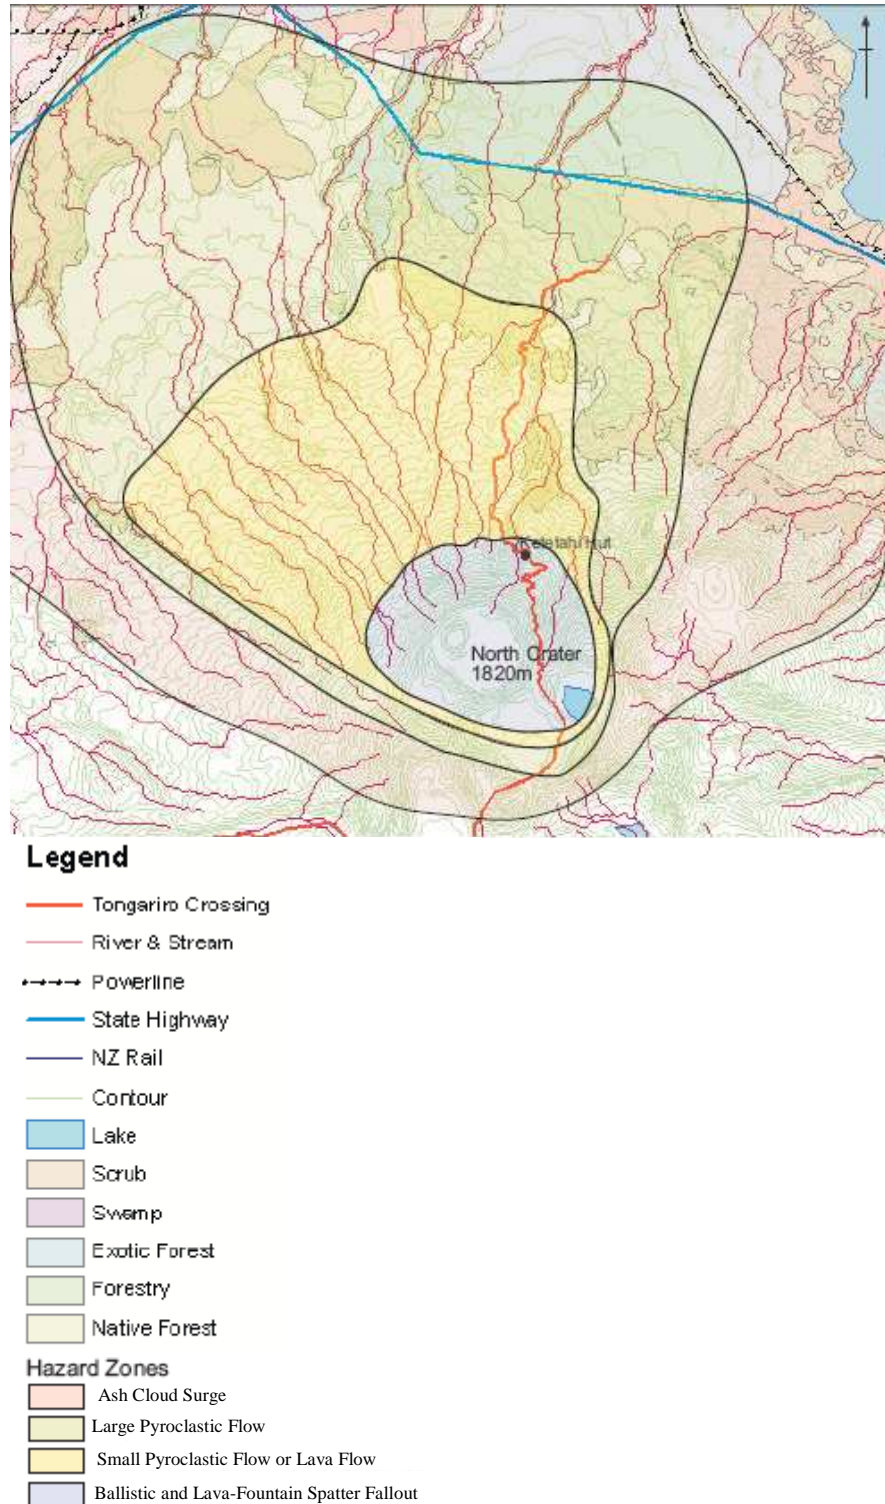 Ketetahi Hut
North Crater
1820m
Legend
Tongariro Crossing
River & Stream
Powerline
State Highway
NZ Rail
Contour
Lake
Scrub
Swamp
Exotic Forest
Forestry
Native Forest
Hazard Zones
Ash Cloud Surge
Large Pyroclastic Flow
Small Pyroclastic Flow or Lava Flow
Ballistic and Lava-Fountain Spatter Fallout